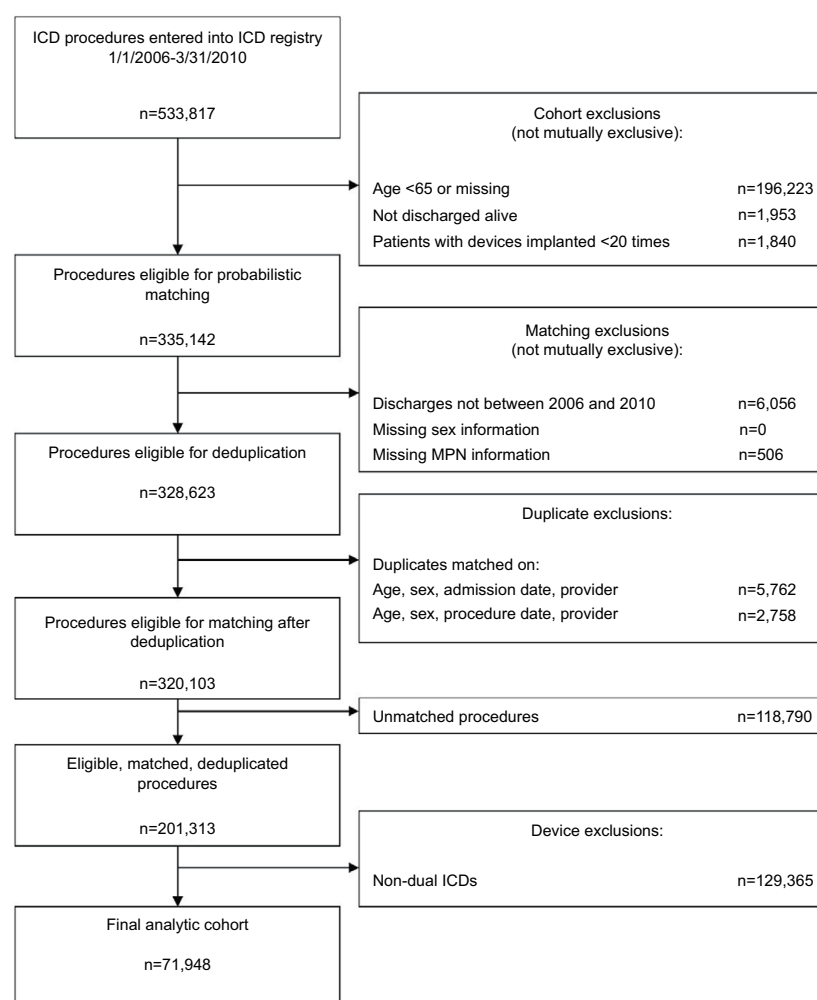 ICD procedures entered into ICD registry
1/1/2006-3/31/2010
n=533,817
Cohort exclusions
(not mutually exclusive):
Age <65 or missing n=196,223
Not discharged alive n=1,953
Patients with devices implanted <20 times n=1,840
Procedures eligible for probabilistic
matching
n=335,142
Matching exclusions
(not mutually exclusive):
Discharges not between 2006 and 2010 n=6,056
Missing sex information n=0
Missing MPN information n=506
Procedures eligible for deduplication
n=328,623
Duplicate exclusions:
Duplicates matched on:
Age, sex, admission date, provider n=5,762
Age, sex, procedure date, provider n=2,758
Procedures eligible for matching after
deduplication
n=320,103
Unmatched procedures n=118,790
Eligible, matched, deduplicated
procedures
n=201,313
Device exclusions:
Non-dual ICDs n=129,365
Final analytic cohort
n=71,948